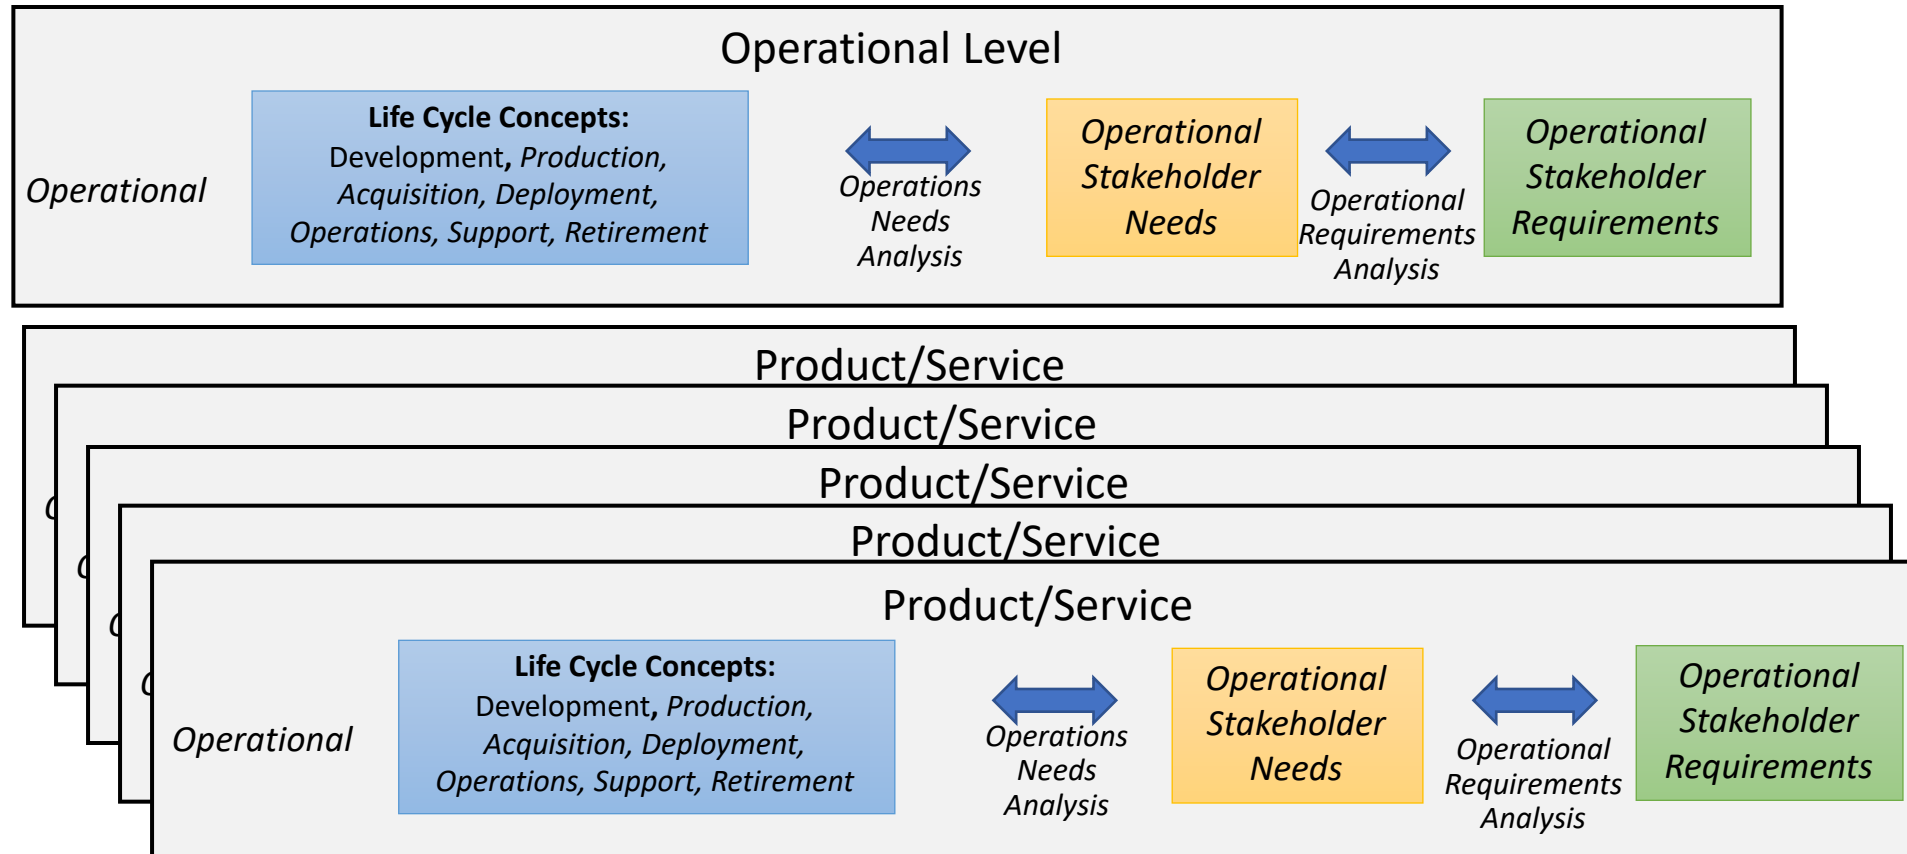 Operational Level
Operational
Life Cycle Concepts:
Development, Production,
Acquisition, Deployment,
Operations, Support, Retirement
Operations
Needs
Analysis
Operational
Stakeholder
Needs
Operational
Requirements
Analysis
Operational
Stakeholder
Requirements
Product/Service
Product/Service
Product/Service
Product/Service
Product/Service
Operational
Life Cycle Concepts:
Development, Production,
Acquisition, Deployment,
Operations, Support, Retirement
Operations
Needs
Analysis
Operational
Stakeholder
Needs
Operational
Requirements
Analysis
Operational
Stakeholder
Requirements